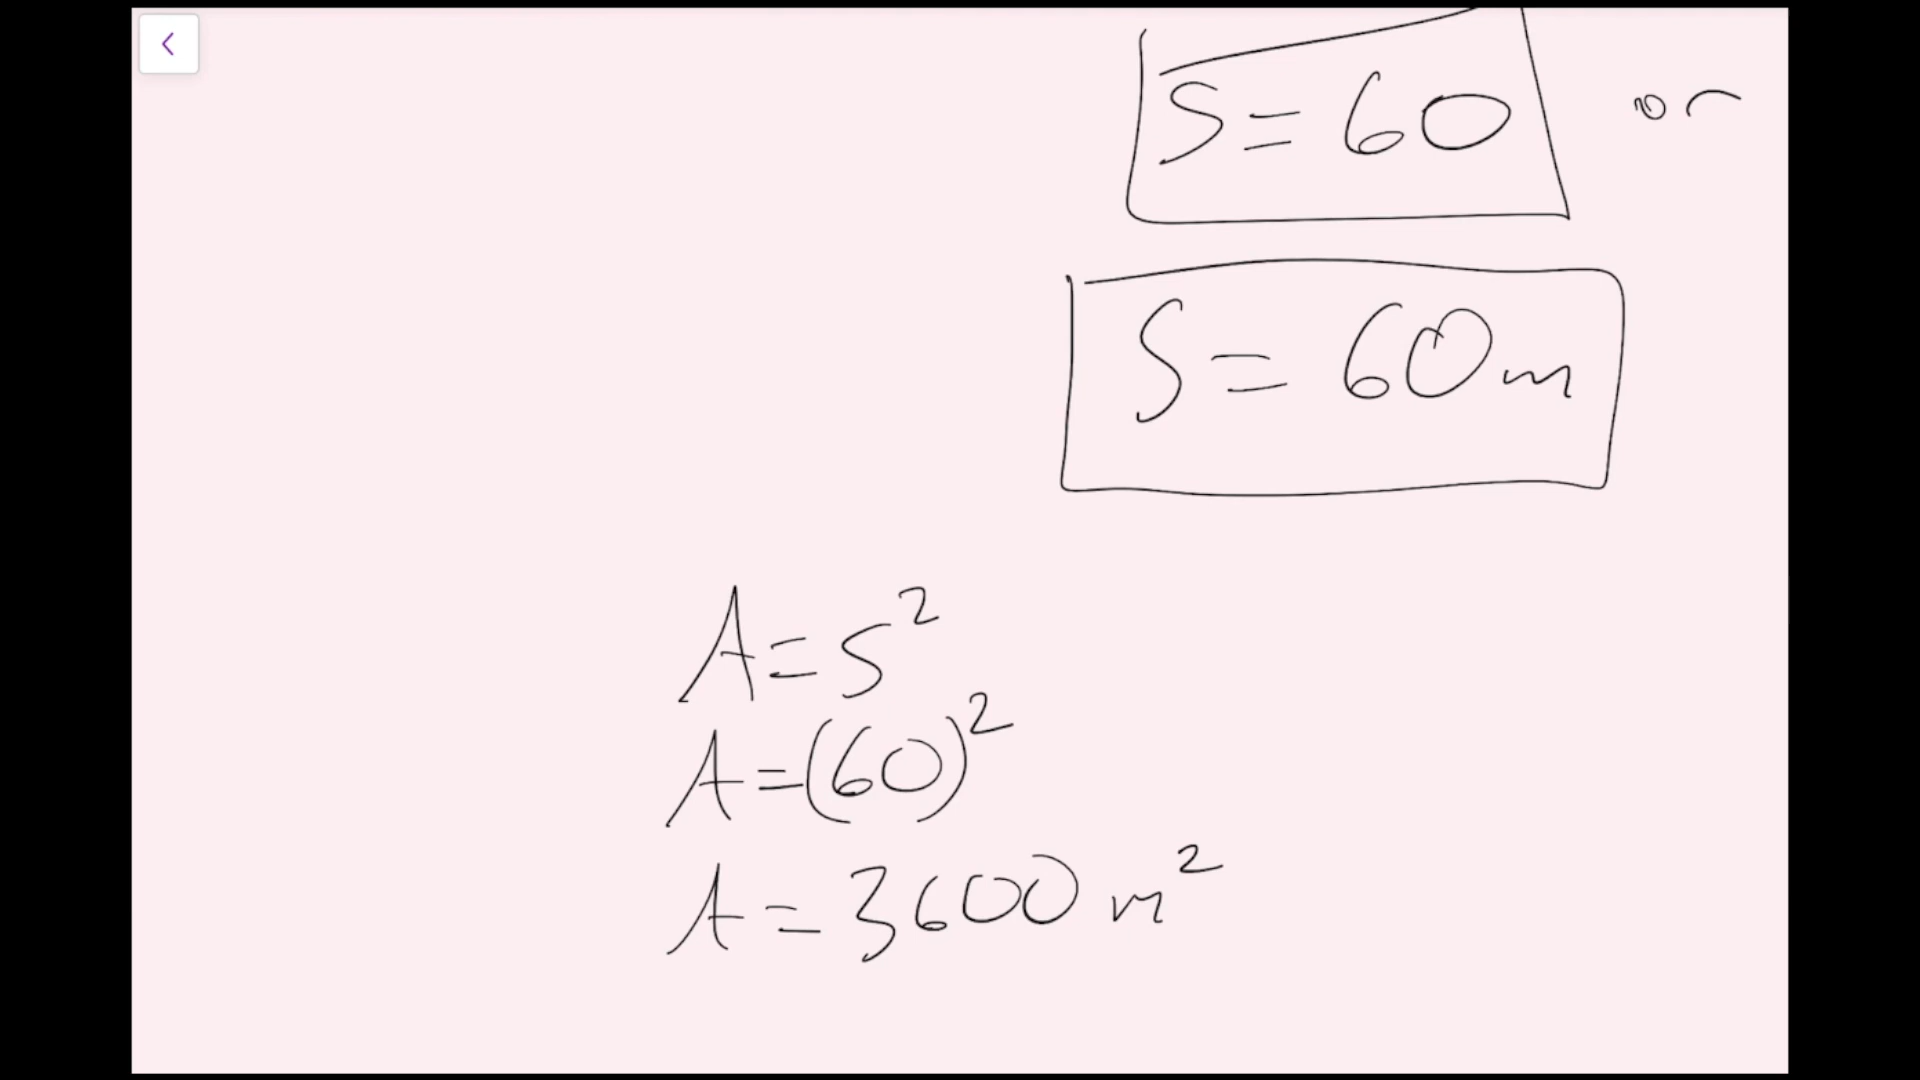 S = 60 or
S = 60m
A = s²
A = (60)²
A = 3600 m²